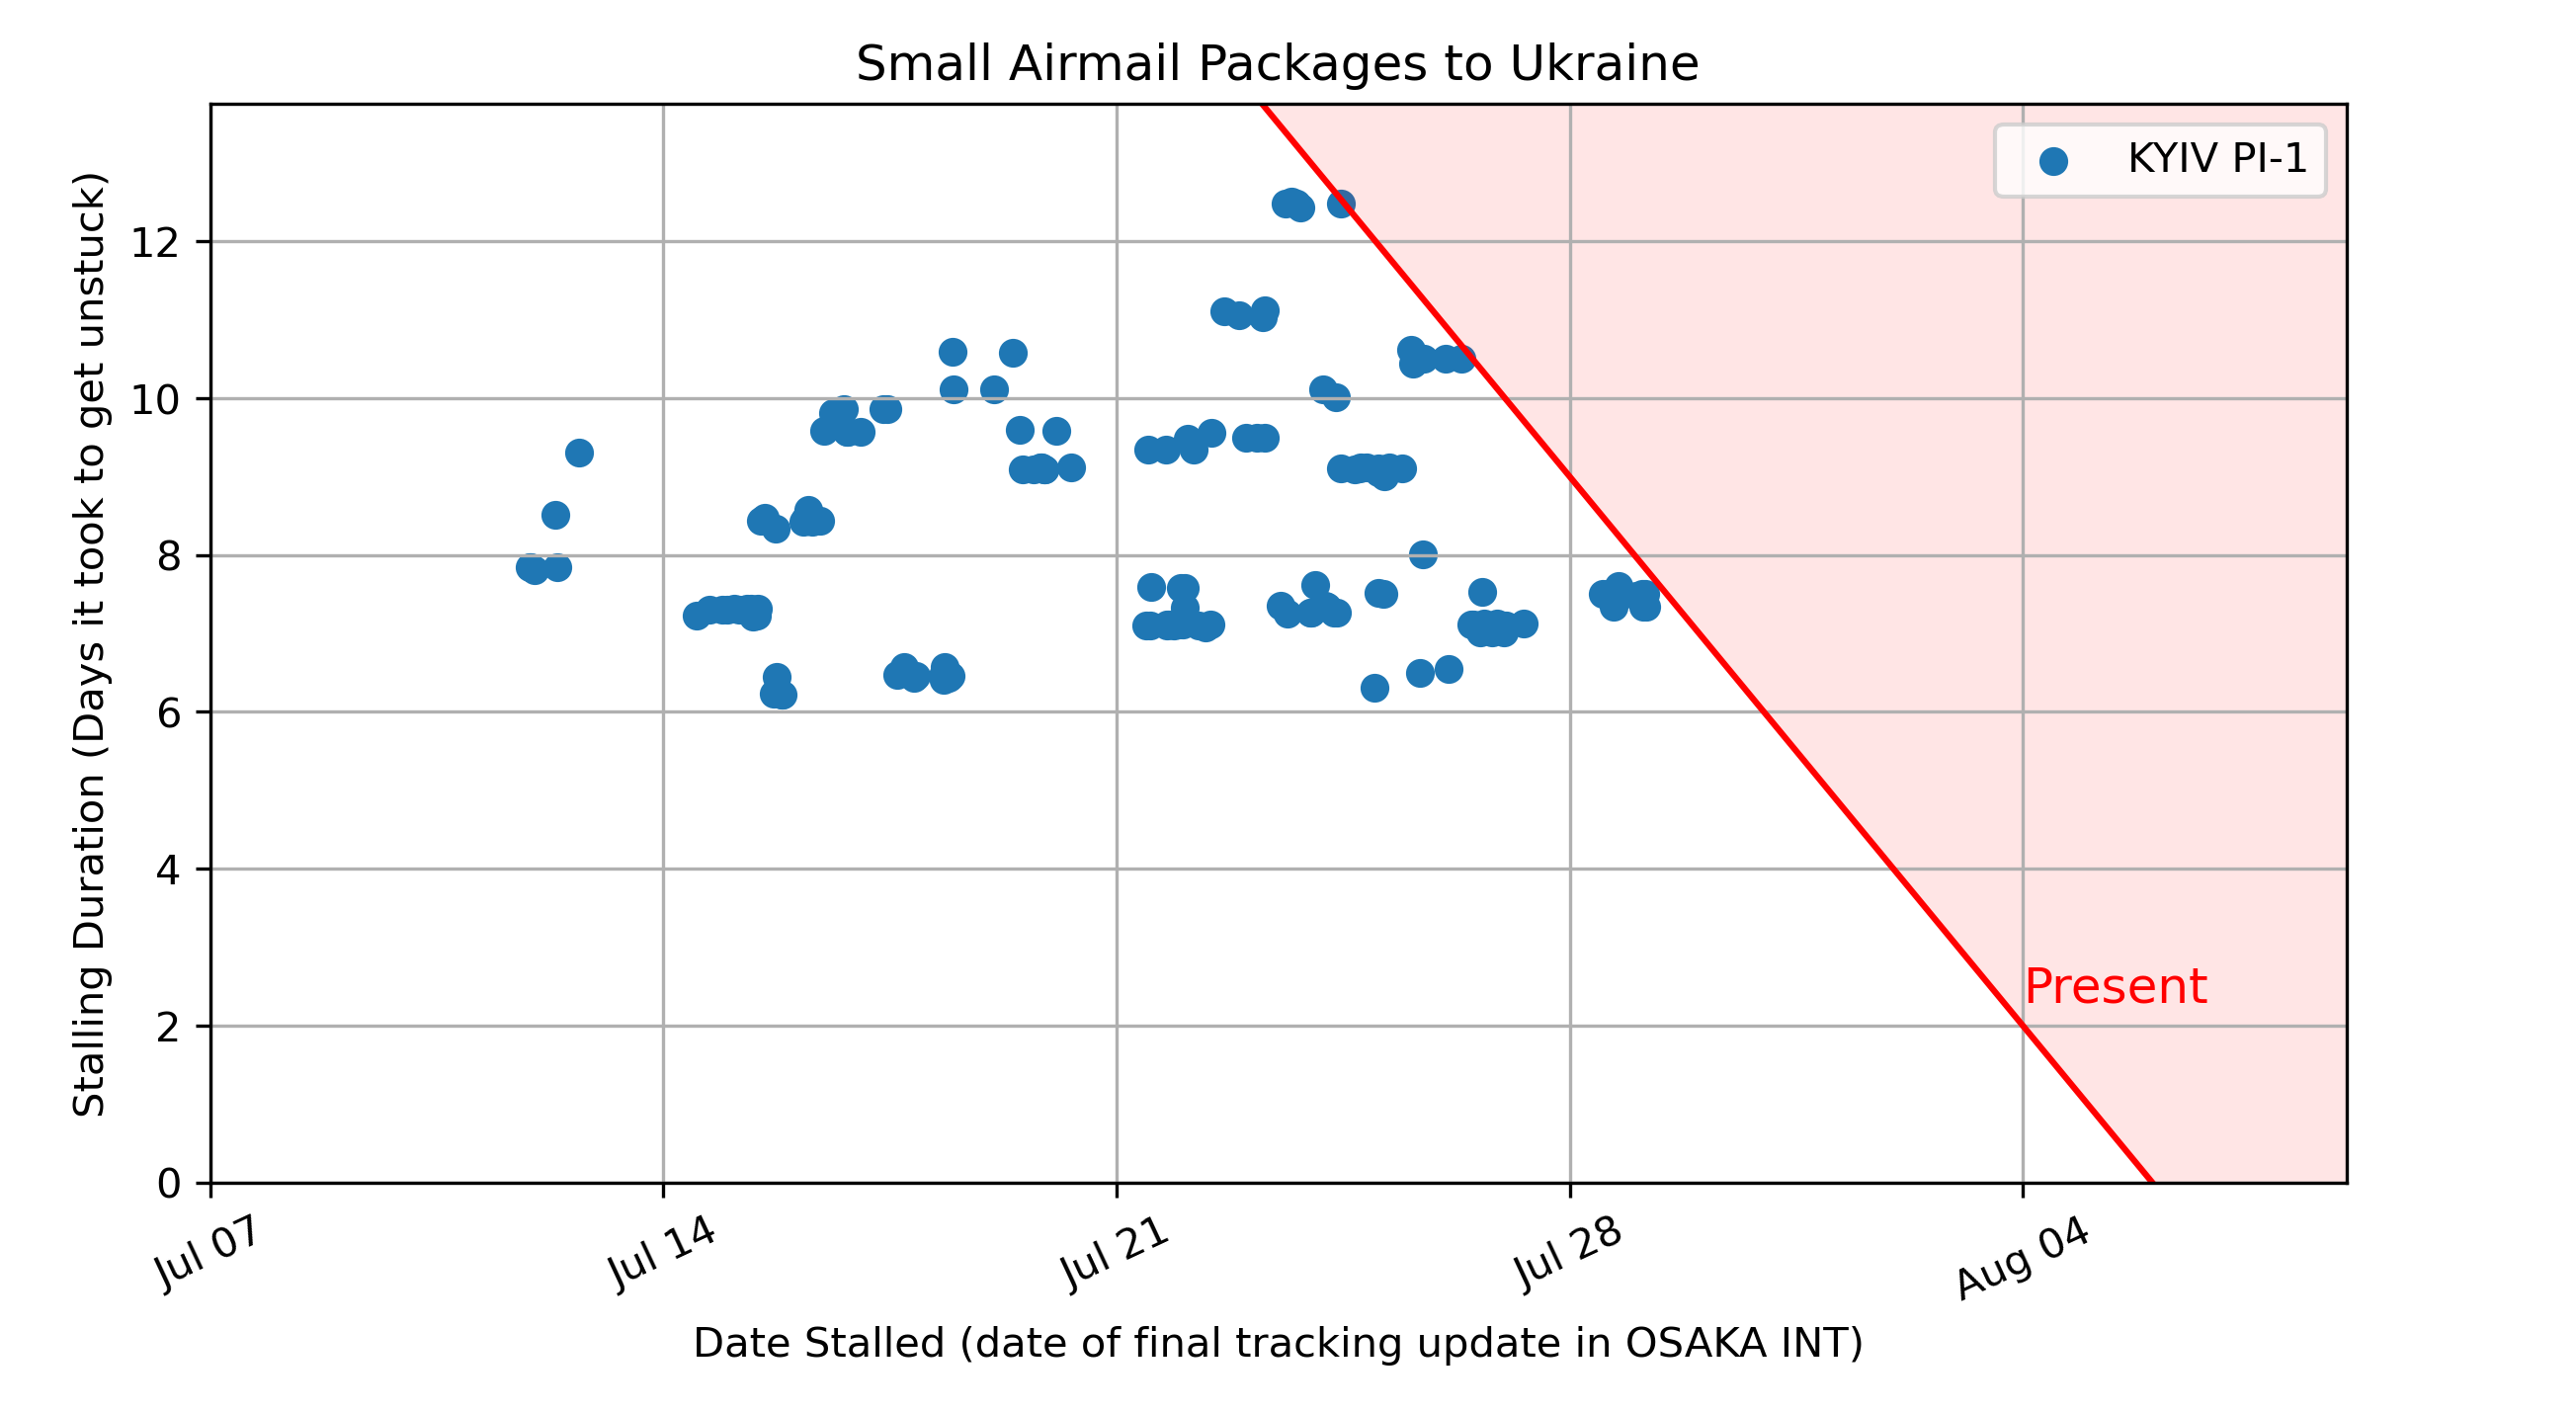 Small Airmail Packages to Ukraine
KYIV PI-1
Stalling Duration (Days it took to get unstuck)
12
10
8
6
4
2
0
Present
Jul 07
Jul 14
Jul 21
Jul 28
Aug 04
Date Stalled (date of final tracking update in OSAKA INT)